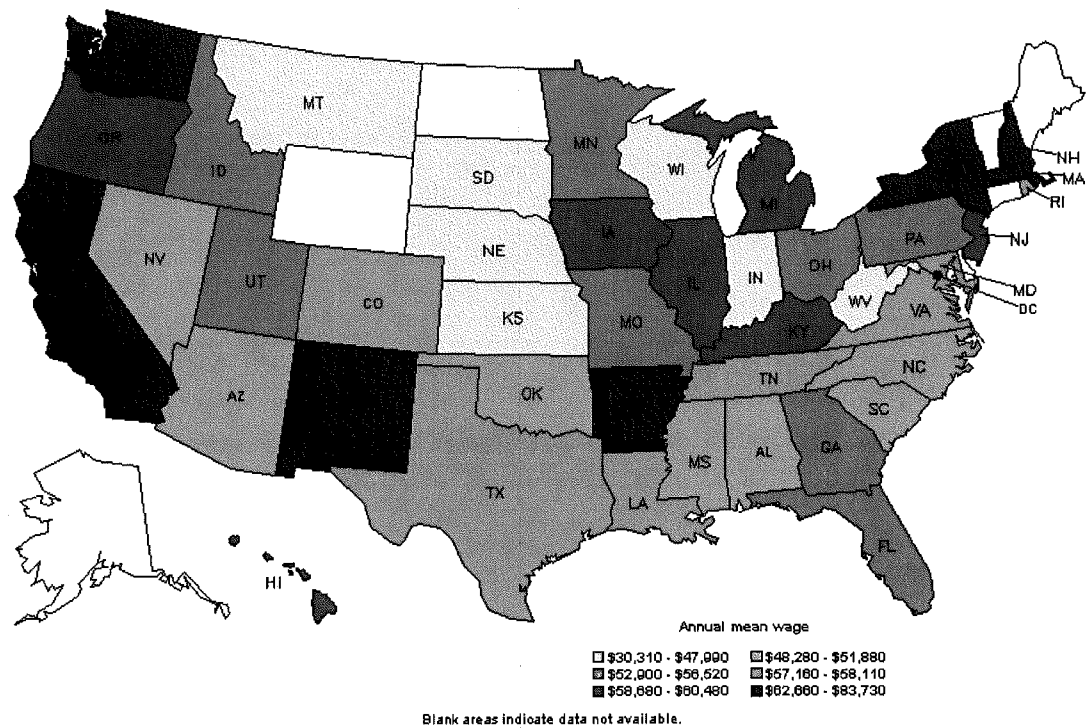 MT
MN
OR
ID
SD
WI
NH
MA
RI
MI
NE
IA
PA
NJ
NV
UT
CO
IL
IN
OH
MD
DC
WV
VA
KS
MO
KY
NC
TN
AZ
OK
SC
MS
AL
GA
TX
LA
FL
HI
Annual mean wage
$30,310 - $47,990 $48,280 - $51,880
$52,900 - $56,520 $57,160 - $58,110
$58,680 - $60,480 $62,660 - $83,730
Blank areas indicate data not available.